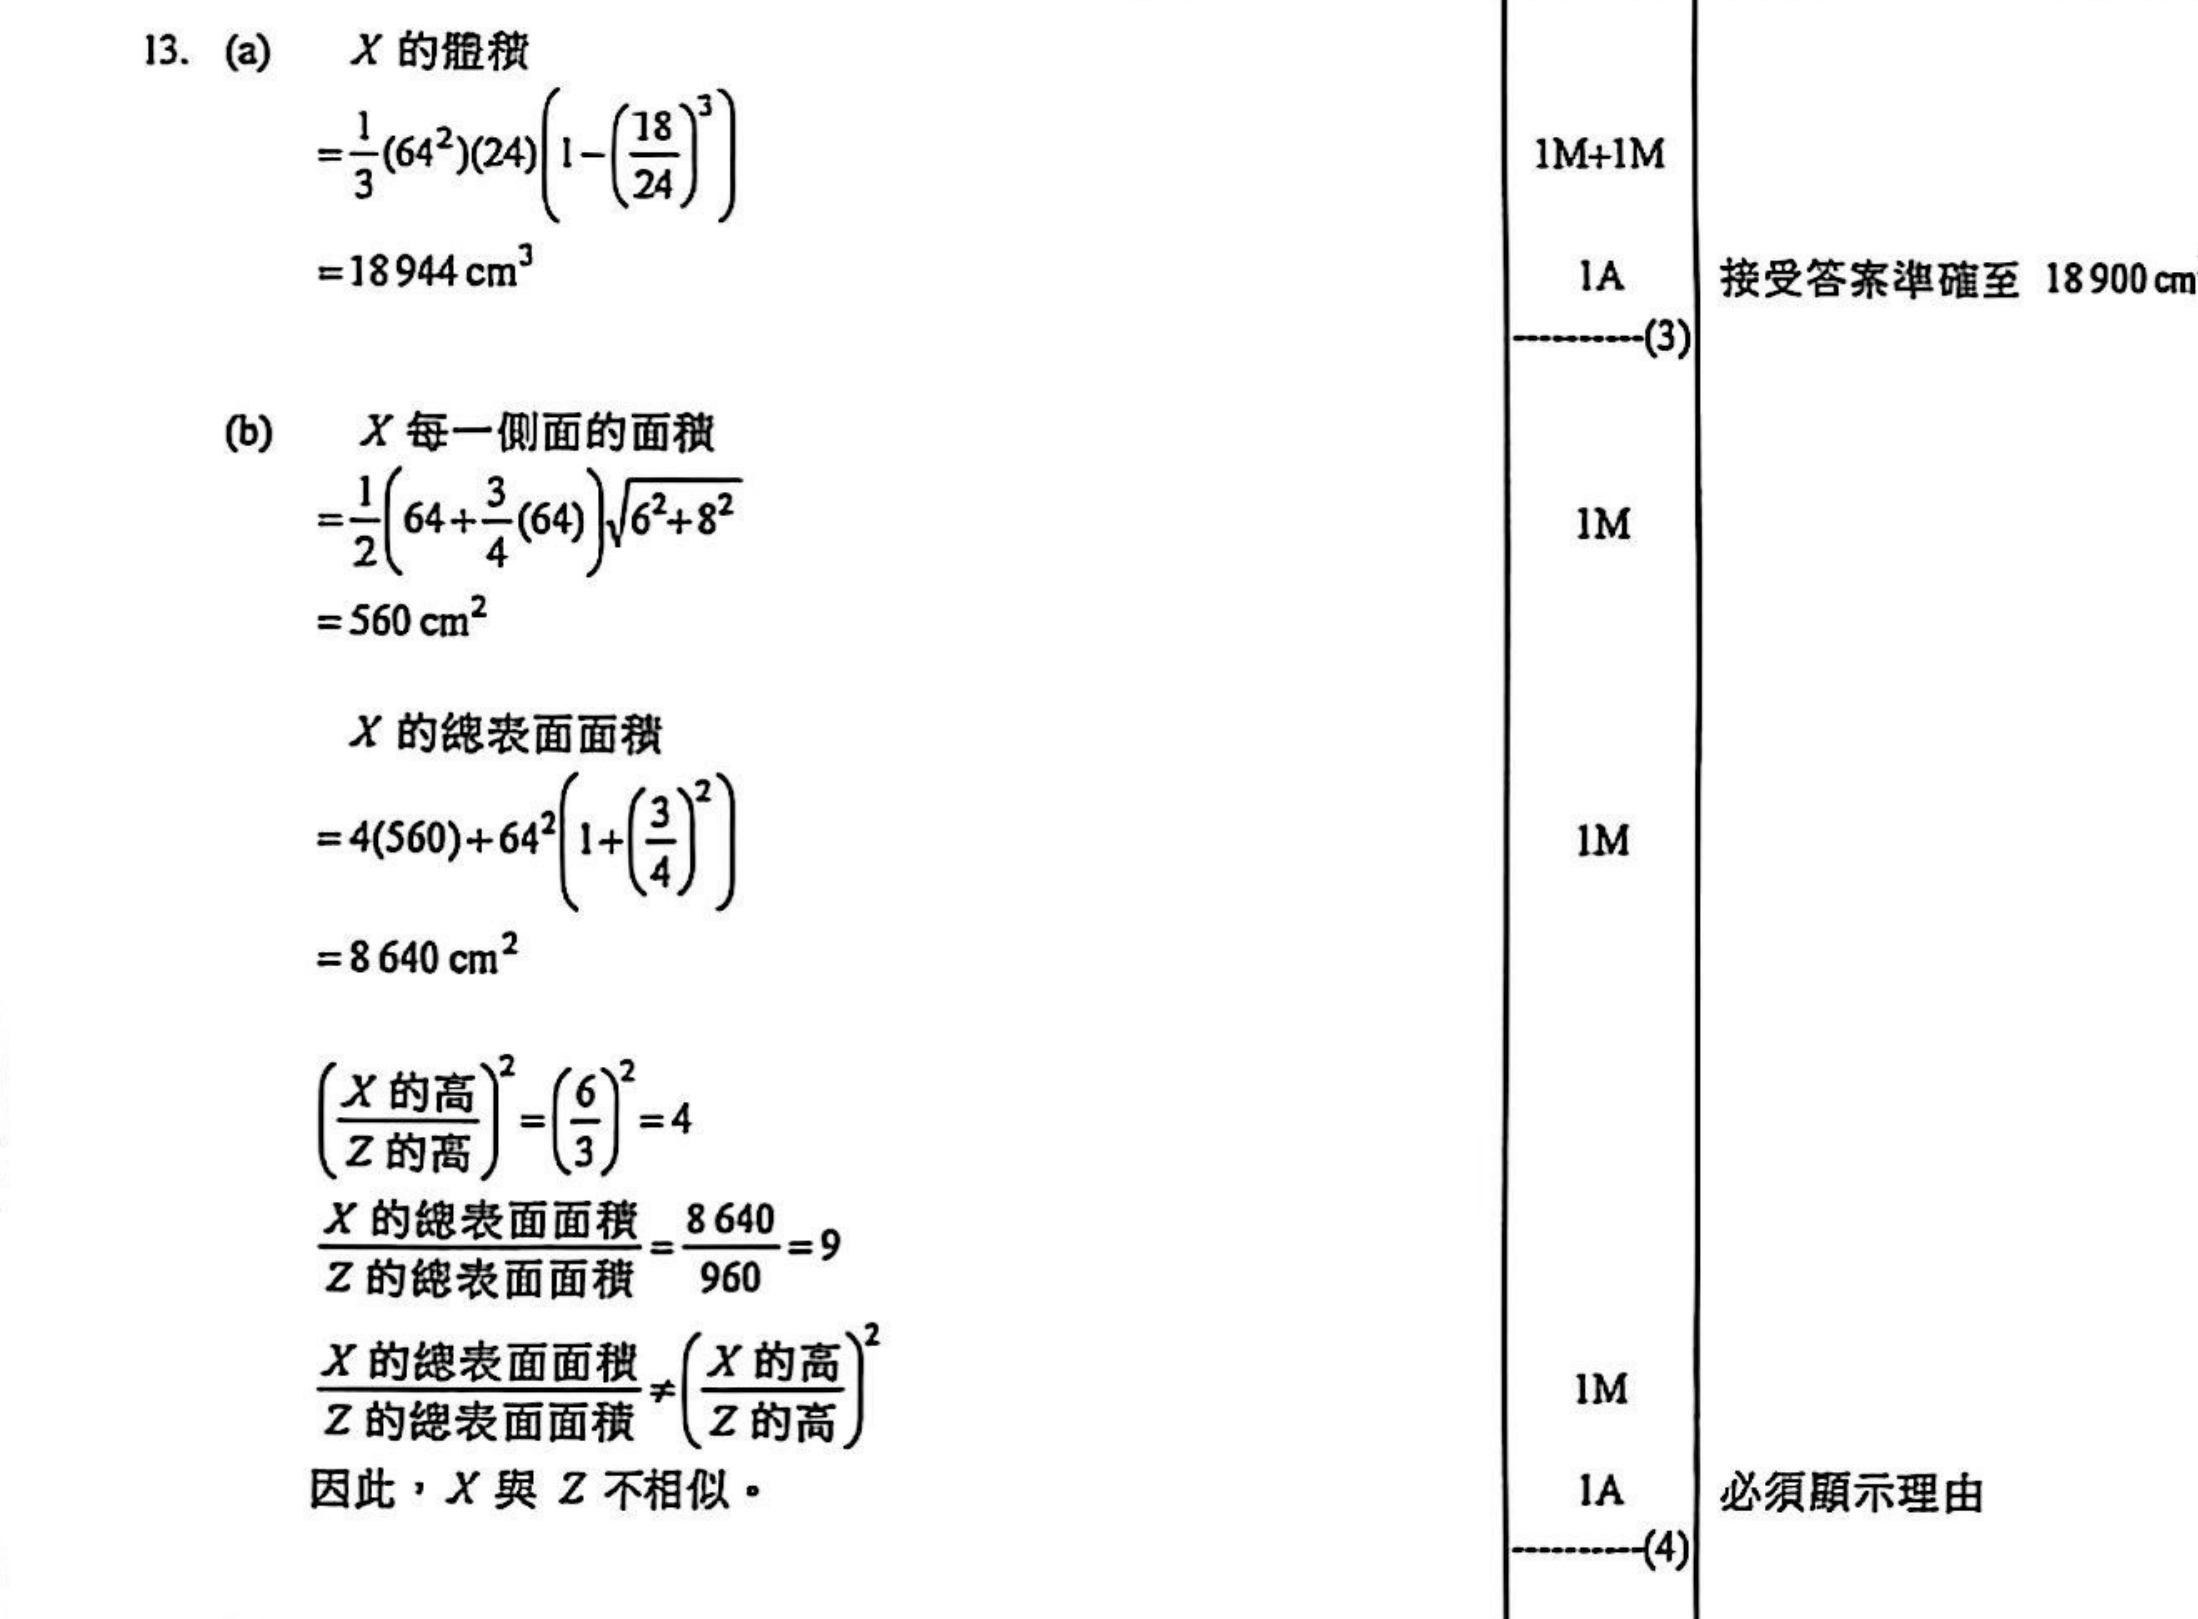 13. (a) X 的體積
=1/3(64²)(24)(1−(18/24)³) 1M+1M
=18 944 cm³ 1A 接受答案準確至 18 900 cm
----------(3)
(b) X 每一側面的面積
=1/2(64+3/4(64))√(6²+8²) 1M
=560 cm²
X 的總表面面積
=4(560)+64²(1+(3/4)²) 1M
=8 640 cm²
(X 的高/Z 的高)²=(6/3)²=4
X 的總表面面積/Z 的總表面面積=8 640/960=9
X 的總表面面積/Z 的總表面面積≠(X 的高/Z 的高)² 1M
因此，X 與 Z 不相似。 1A 必須顯示理由
----------(4)